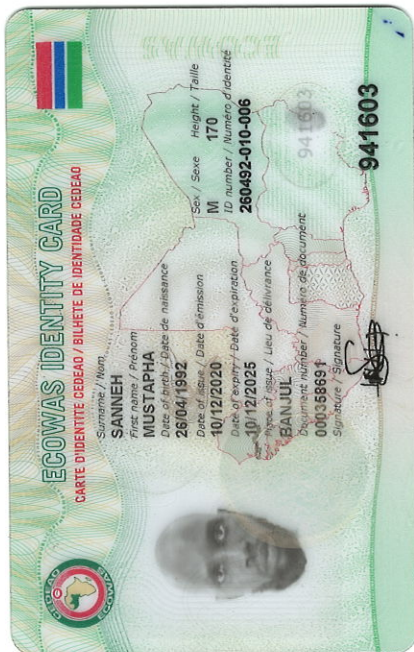 ECOWAS IDENTITY CARD
CARTE D'IDENTITE CEDEAO / BILHETE DE IDENTIDADE CEDEAO
CEDEAO
ECOWAS
Surname / Nom
SANNEH
First name / Prénom
MUSTAPHA
Date of birth / Date de naissance
26/04/1992
Sex / Sexe Height / Taille
M 170
Date of issue / Date d'émission
10/12/2020
ID number / Numéro d'identité
260492-010-006
Date of expiry / Date d'expiration
10/12/2025
Place of issue / Lieu de délivrance
BANJUL
Document number / Numéro de document
000358691
Signature / Signature
941603
941603
ECOWAS